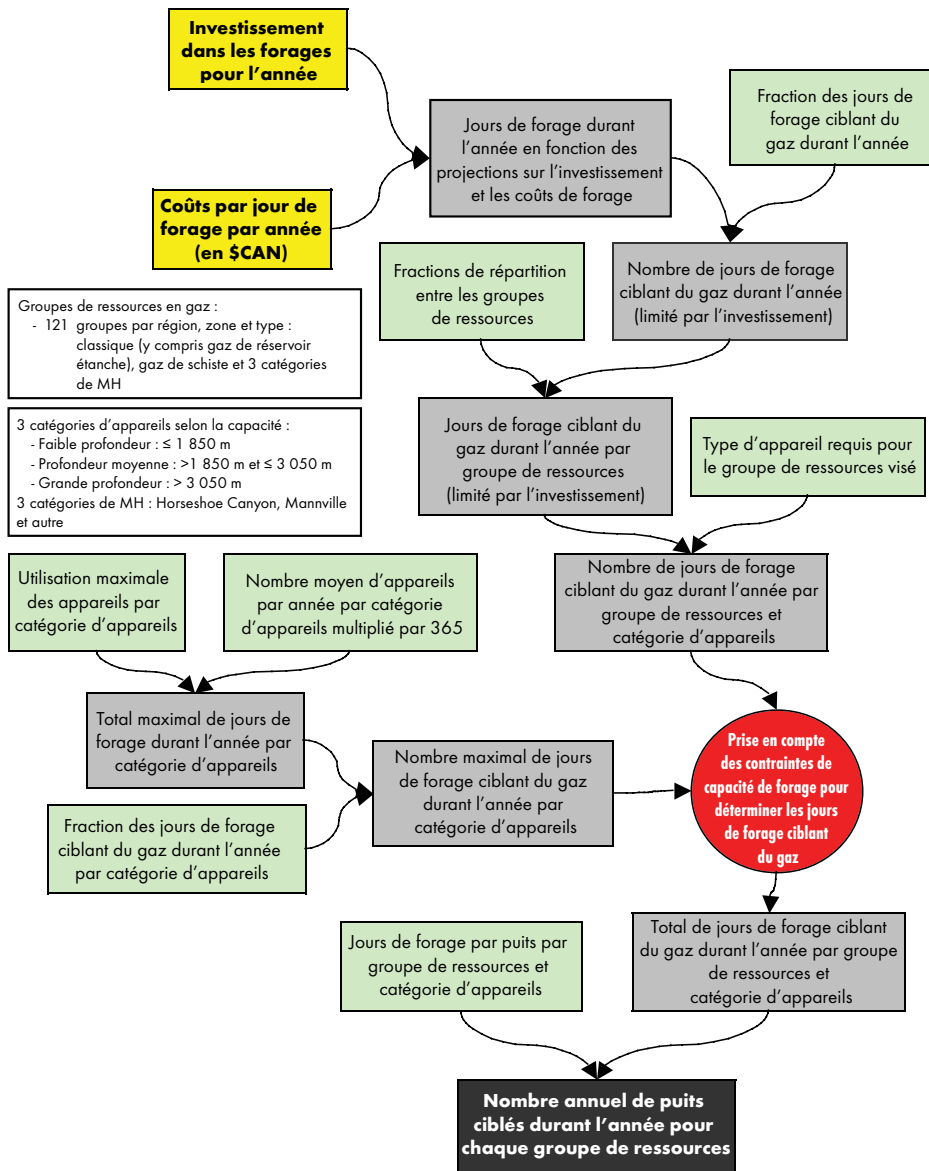 Investissement
dans les forages
pour l'année
Fraction des jours de
forage ciblant du
gaz durant l'année
Jours de forage durant
l'année en fonction des
projections sur l'investissement
et les coûts de forage
Coûts par jour de
forage par année
(en $CAN)
Fractions de répartition
entre les groupes
de ressources
Nombre de jours de forage
ciblant du gaz durant l'année
(limité par l'investissement)
Groupes de ressources en gaz :
- 121 groupes par région, zone et type :
classique (y compris gaz de réservoir
étanche), gaz de schiste et 3 catégories
de MH
3 catégories d'appareils selon la capacité :
- Faible profondeur : ≤ 1 850 m
- Profondeur moyenne : >1 850 m et ≤ 3 050 m
- Grande profondeur : > 3 050 m
3 catégories de MH : Horseshoe Canyon, Mannville
et autre
Jours de forage ciblant du
gaz durant l'année par
groupe de ressources
(limité par l'investissement)
Type d'appareil requis pour
le groupe de ressources visé
Utilisation maximale
des appareils par
catégorie d'appareils
Nombre moyen d'appareils
par année par catégorie
d'appareils multiplié par 365
Nombre de jours de forage
ciblant du gaz durant l'année par
groupe de ressources et
catégorie d'appareils
Total maximal de jours de
forage durant l'année par
catégorie d'appareils
Nombre maximal de jours
de forage ciblant du gaz
durant l'année par
catégorie d'appareils
Prise en compte
des contraintes de
capacité de forage pour
déterminer les jours
de forage ciblant
du gaz
Fraction des jours de forage
ciblant du gaz durant l'année
par catégorie d'appareils
Jours de forage par puits par
groupe de ressources et
catégorie d'appareils
Total de jours de forage ciblant
du gaz durant l'année par groupe
de ressources et
catégorie d'appareils
Nombre annuel de puits
ciblés durant l'année pour
chaque groupe de ressources